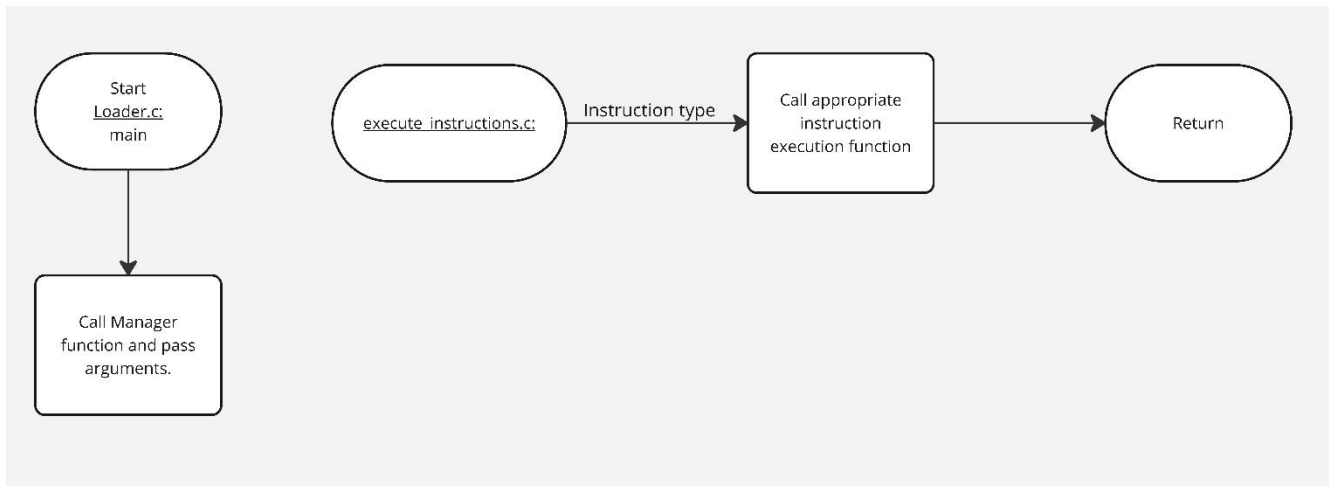 Start
Loader.c:
main
execute_instructions.c:
Instruction type
Call appropriate
instruction
execution function
Return
Call Manager
function and pass
arguments.